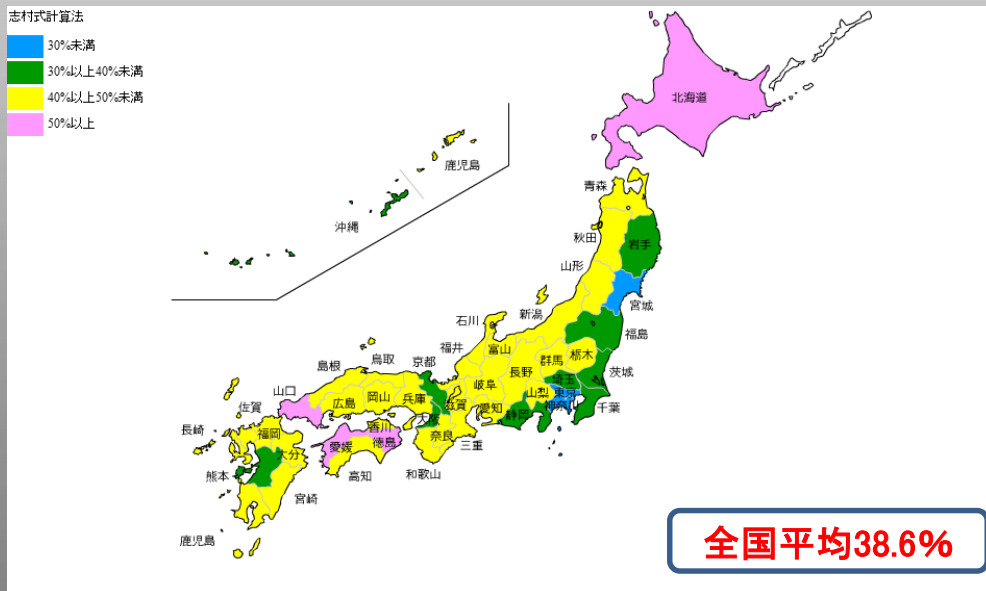 志村式計算法
30%未満
30%以上40%未満
40%以上50%未満
50%以上
北海道
鹿児島
沖縄
青森
秋田
岩手
山形
宮城
新潟
石川
福島
福井
富山
群馬
栃木
島根
鳥取
京都
長野
茨城
埼玉
山口
岐阜
山梨
東京
岡山
兵庫
滋賀
愛知
神奈川
千葉
広島
静岡
佐賀
大阪
香川
長崎
福岡
奈良
徳島
三重
愛媛
大分
高知
和歌山
熊本
宮崎
鹿児島
全国平均38.6%